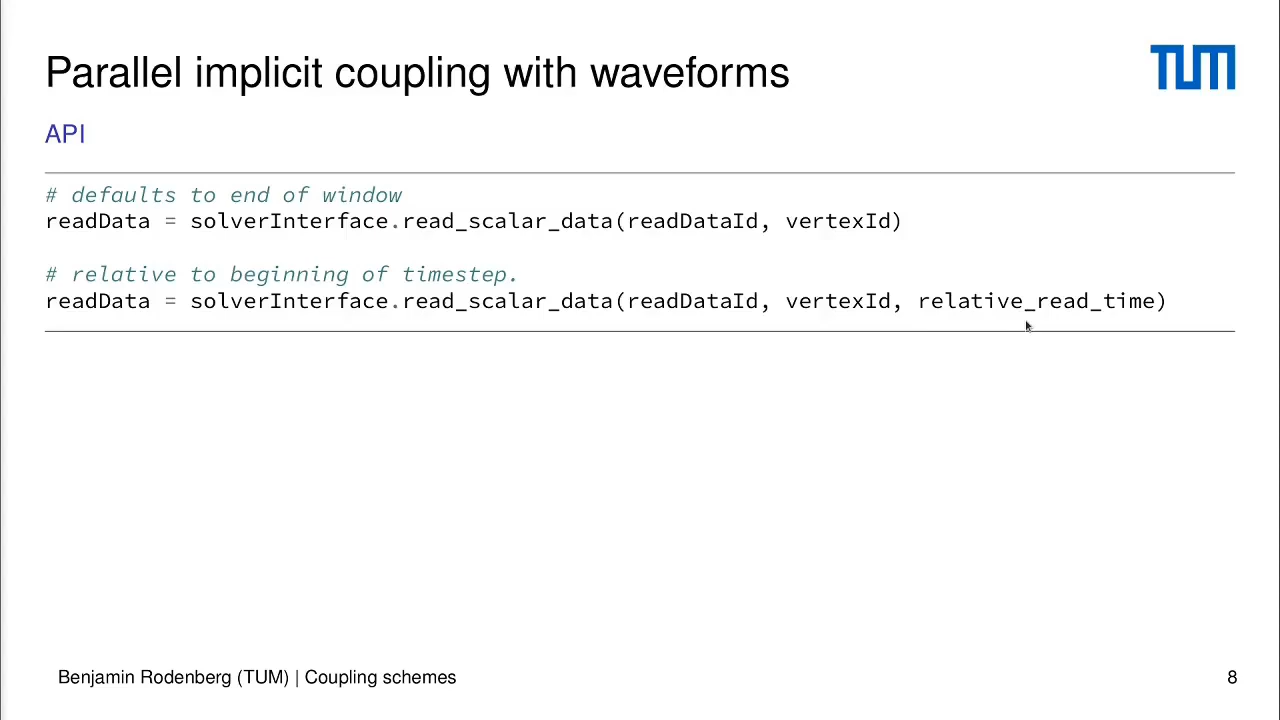 Parallel implicit coupling with waveforms
TUM
API
# defaults to end of window
readData = solverInterface.read_scalar_data(readDataId, vertexId)
# relative to beginning of timestep.
readData = solverInterface.read_scalar_data(readDataId, vertexId, relative_read_time)
Benjamin Rodenberg (TUM) | Coupling schemes
8